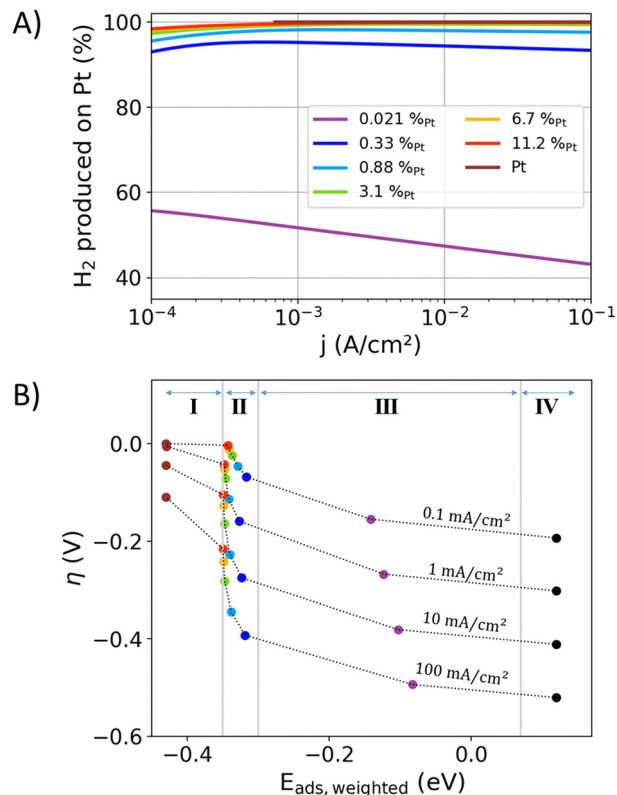 A)
H₂ produced on Pt (%)
100
80
60
40
0.021 %Pt
0.33 %Pt
0.88 %Pt
3.1 %Pt
6.7 %Pt
11.2 %Pt
Pt
10⁻⁴
10⁻³
10⁻²
10⁻¹
j (A/cm²)
B)
I
II
III
IV
η (V)
0.0
−0.2
−0.4
−0.6
0.1 mA/cm²
1 mA/cm²
10 mA/cm²
100 mA/cm²
−0.4
−0.2
0.0
Eads, weighted (eV)